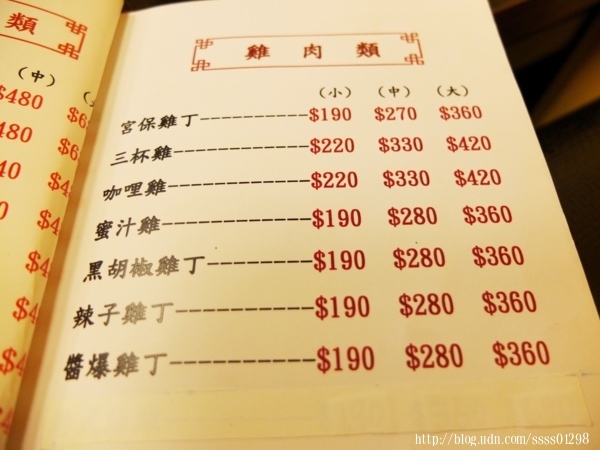 類
(中)
$480
雞肉類
(小) (中) (大)
宮保雞丁-----------$190 $270 $360
三杯雞--------------$220 $330 $420
咖哩雞--------------$220 $330 $420
蜜汁雞--------------$190 $280 $360
黑胡椒雞丁----------$190 $280 $360
辣子雞丁------------$190 $280 $360
醬爆雞丁------------$190 $280 $360
http://blog.udn.com/ssss01298